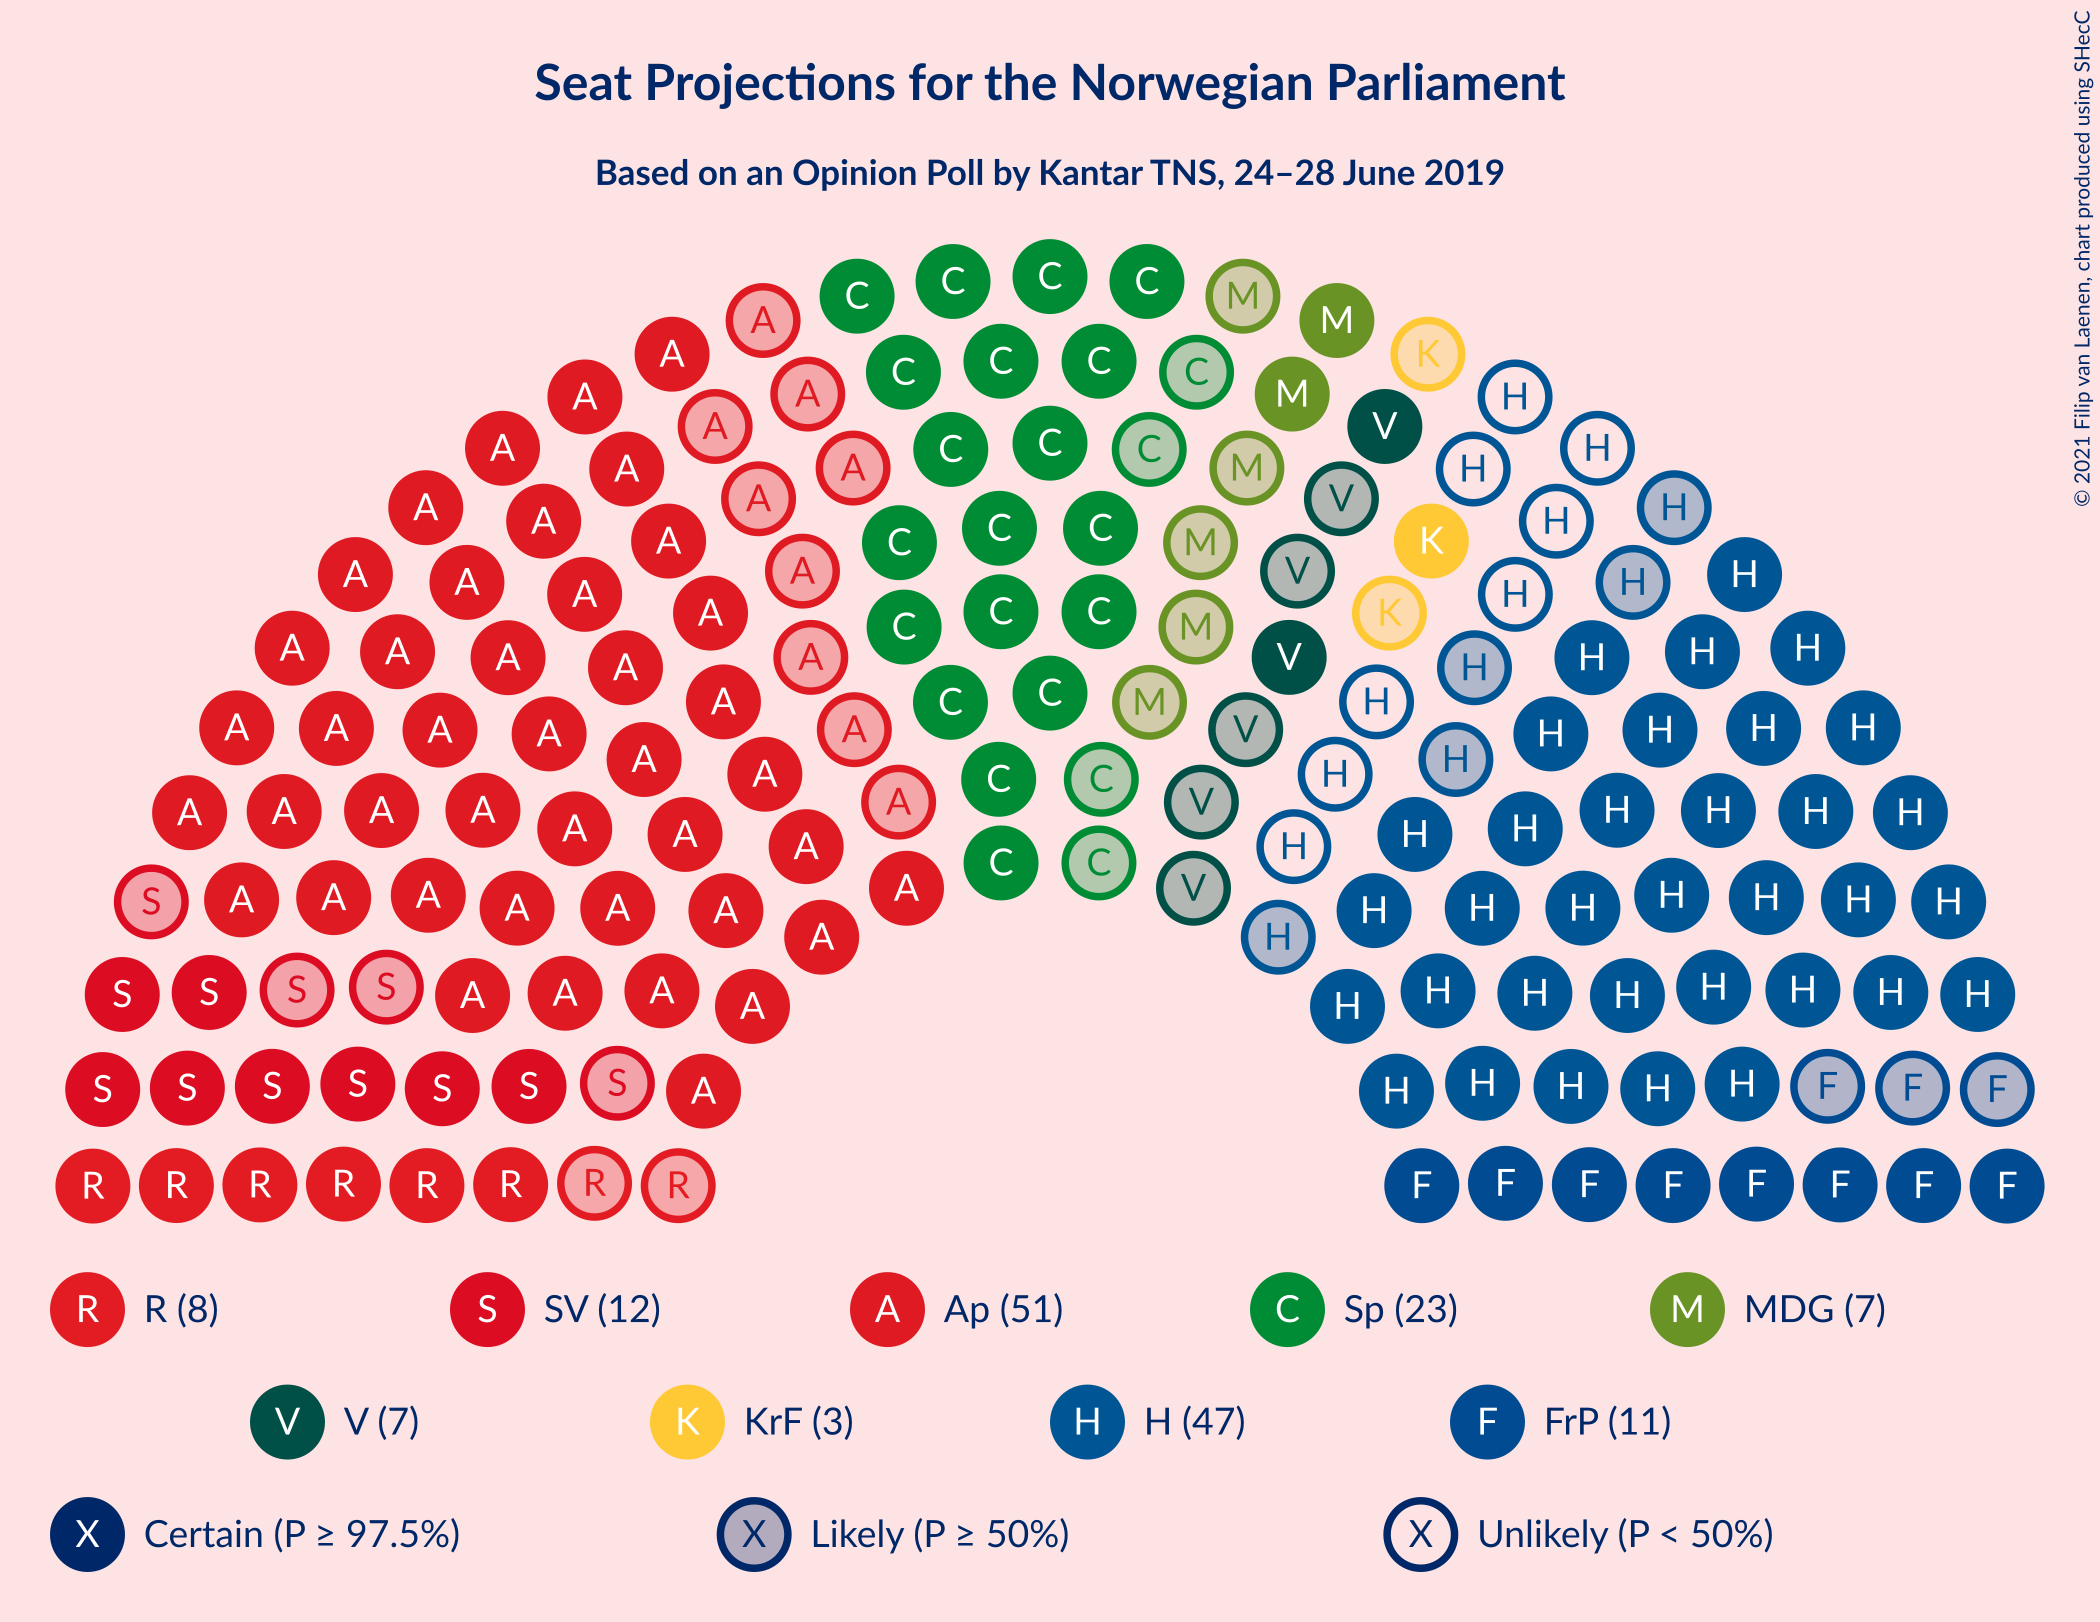 Seat Projections for the Norwegian Parliament
Based on an Opinion Poll by Kantar TNS, 24–28 June 2019
© 2021 Filip van Laenen, chart produced using SHecC
C C C C M
A M
A C C C C K
A A M H
A A C C C M V H
A A A M V H H
A A A C C C M V K H H
A A A A C C C M V K H H H
A A A A A C C M V H H H H H
A A A A A A A C C V H H H H H H
A A A A A A A A C C V H H H H H H H
S A A A A A A A H H H H H H H H
S S S S A A A A H H H H H H H H
S S S S S S S A H H H H H F F F
R R R R R R R R F F F F F F F F
R R (8) S SV (12) A Ap (51) C Sp (23) M MDG (7)
V V (7) K KrF (3) H H (47) F FrP (11)
X Certain (P ≥ 97.5%) X Likely (P ≥ 50%) X Unlikely (P < 50%)